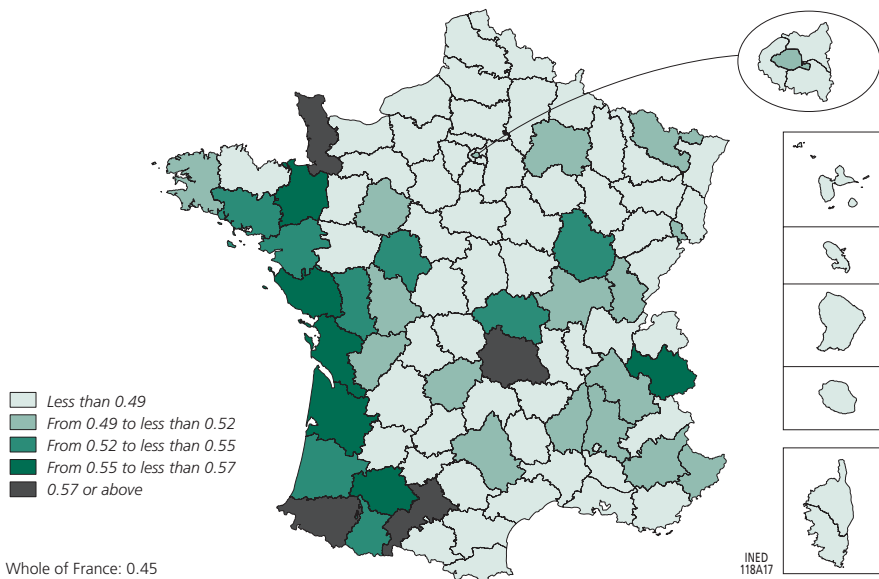 Less than 0.49
From 0.49 to less than 0.52
From 0.52 to less than 0.55
From 0.55 to less than 0.57
0.57 or above
Whole of France: 0.45
INED
118A17